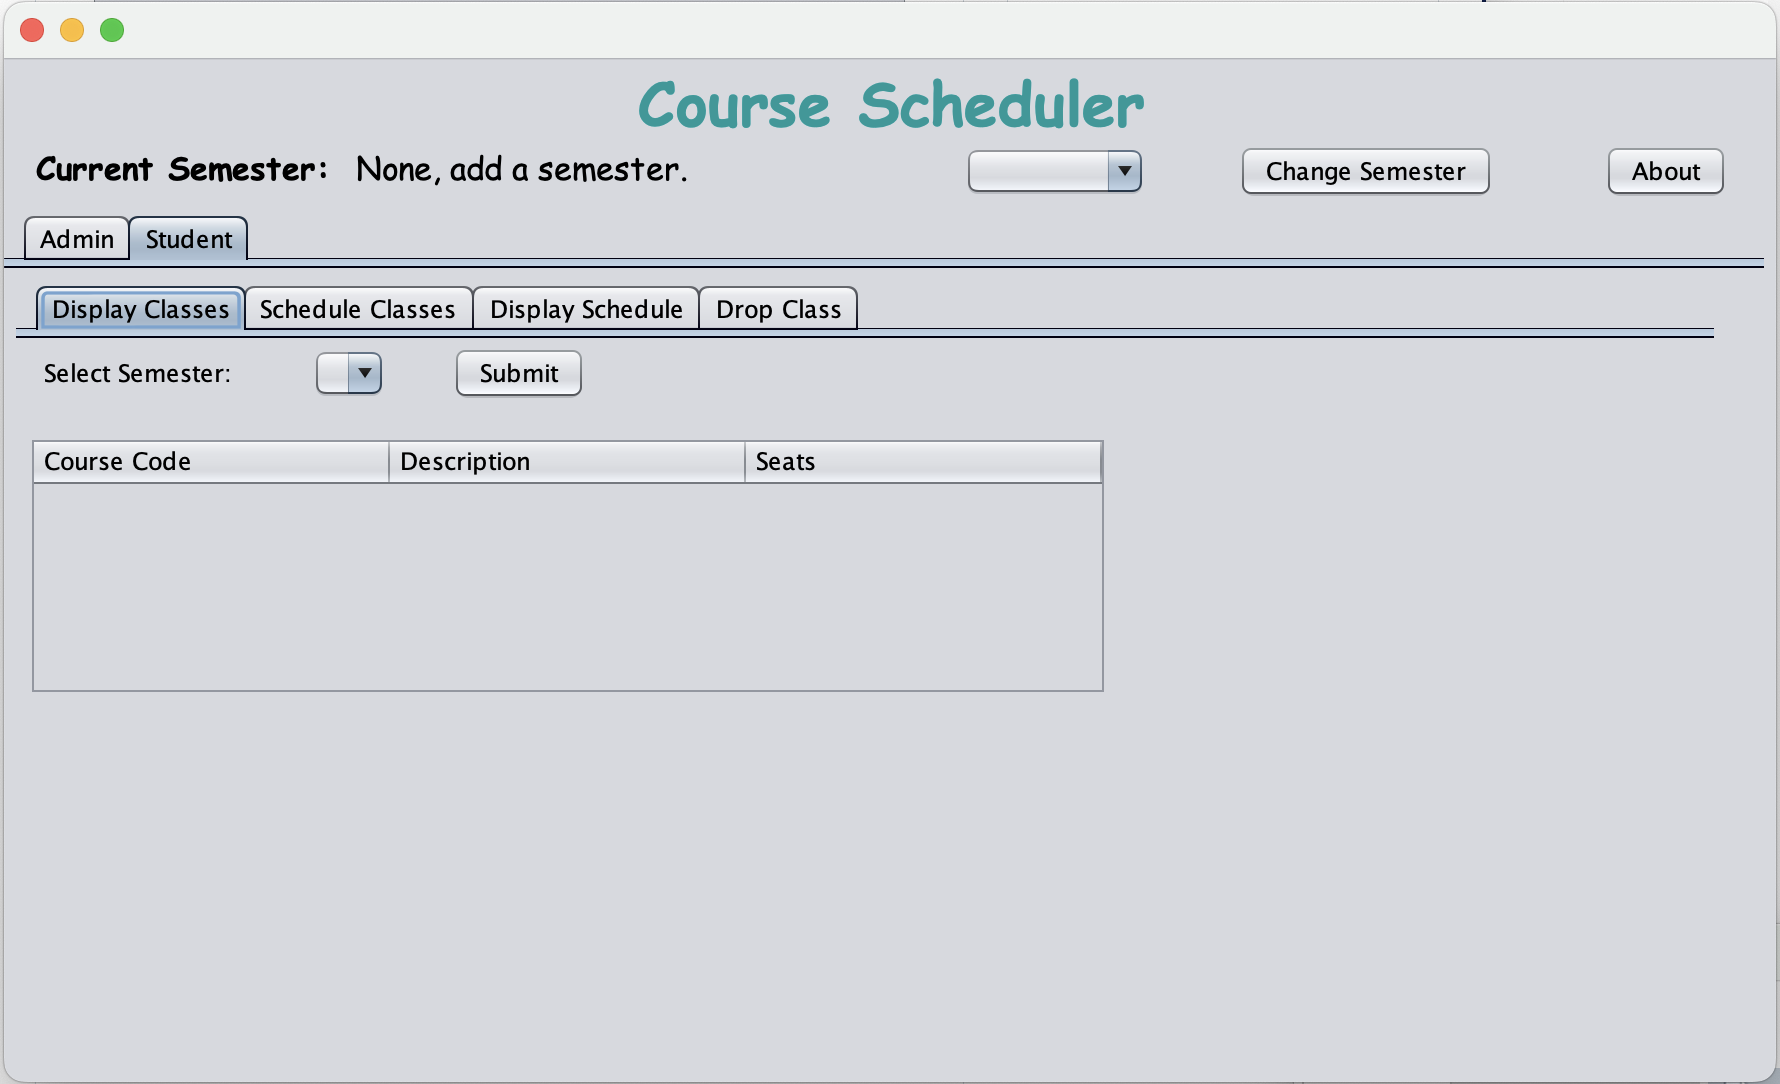 Course Scheduler
Current Semester: None, add a semester.
Change Semester
About
Admin
Student
Display Classes
Schedule Classes
Display Schedule
Drop Class
Select Semester:
Submit
Course Code
Description
Seats